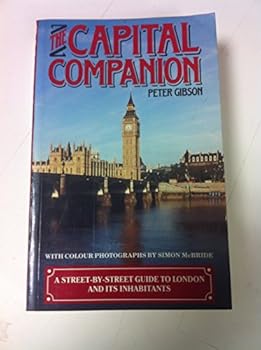 THE CAPITAL
COMPANION
PETER GIBSON
WITH COLOUR PHOTOGRAPHS BY SIMON McBRIDE
A STREET-BY-STREET GUIDE TO LONDON
AND ITS INHABITANTS